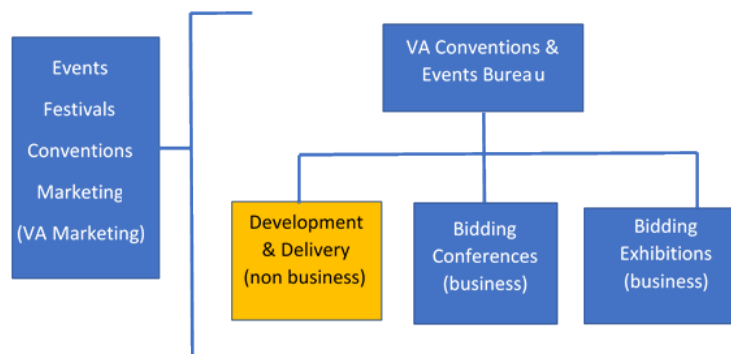 Events
Festivals
Conventions
Marketing
(VA Marketing)
VA Conventions &
Events Bureau
Development
& Delivery
(non business)
Bidding
Conferences
(business)
Bidding
Exhibitions
(business)